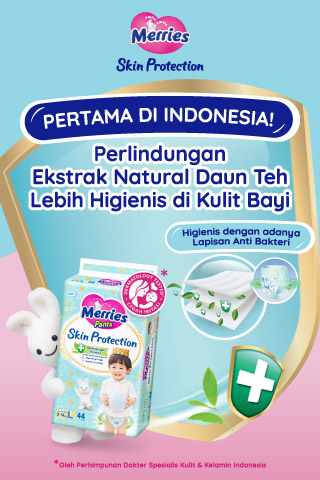 Merries
Skin Protection
PERTAMA DI INDONESIA!
Perlindungan
Ekstrak Natural Daun Teh
Lebih Higienis di Kulit Bayi
Higienis dengan adanya
Lapisan Anti Bakteri
*
Merries
Pants
Skin Protection
L 44
*Oleh Perhimpunan Dokter Spesialis Kulit & Kelamin Indonesia